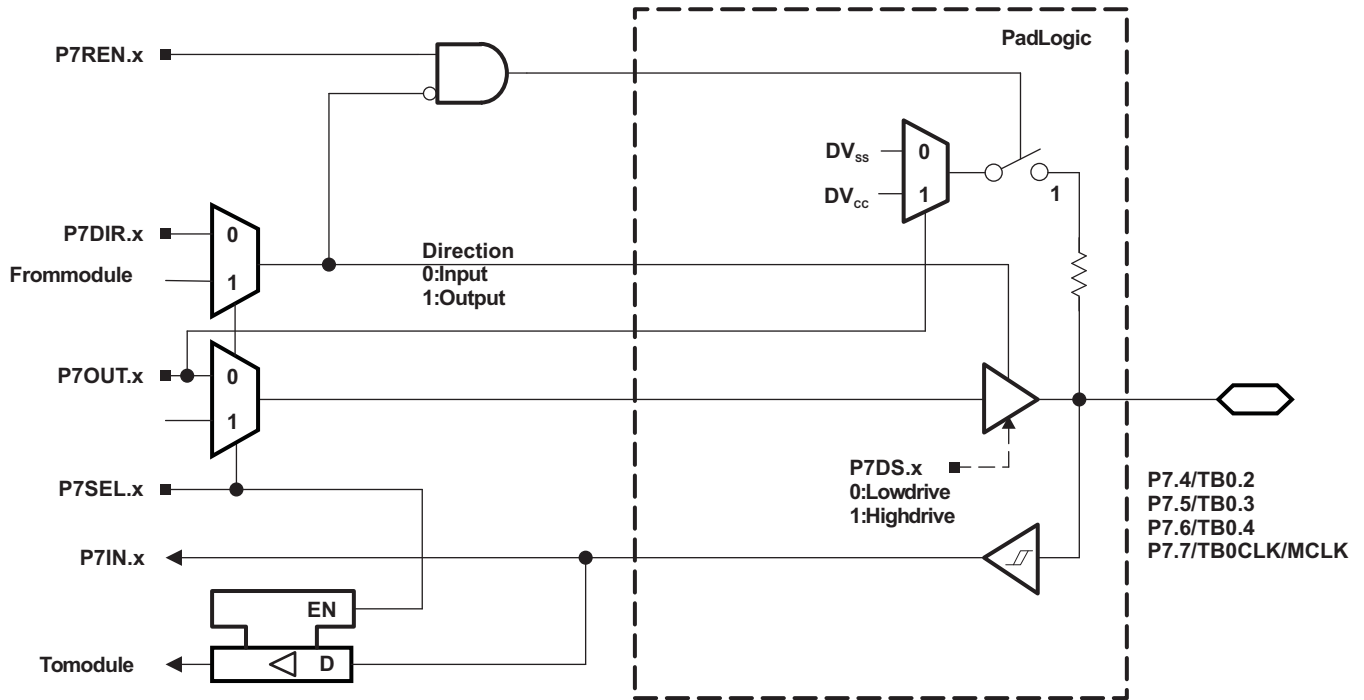 P7REN.x
PadLogic
DVSS
0
DVCC
1
1
P7DIR.x
0
Frommodule
1
Direction
0:Input
1:Output
P7OUT.x
0
1
P7DS.x
0:Lowdrive
1:Highdrive
P7SEL.x
P7.4/TB0.2
P7.5/TB0.3
P7.6/TB0.4
P7.7/TB0CLK/MCLK
P7IN.x
EN
Tomodule
D